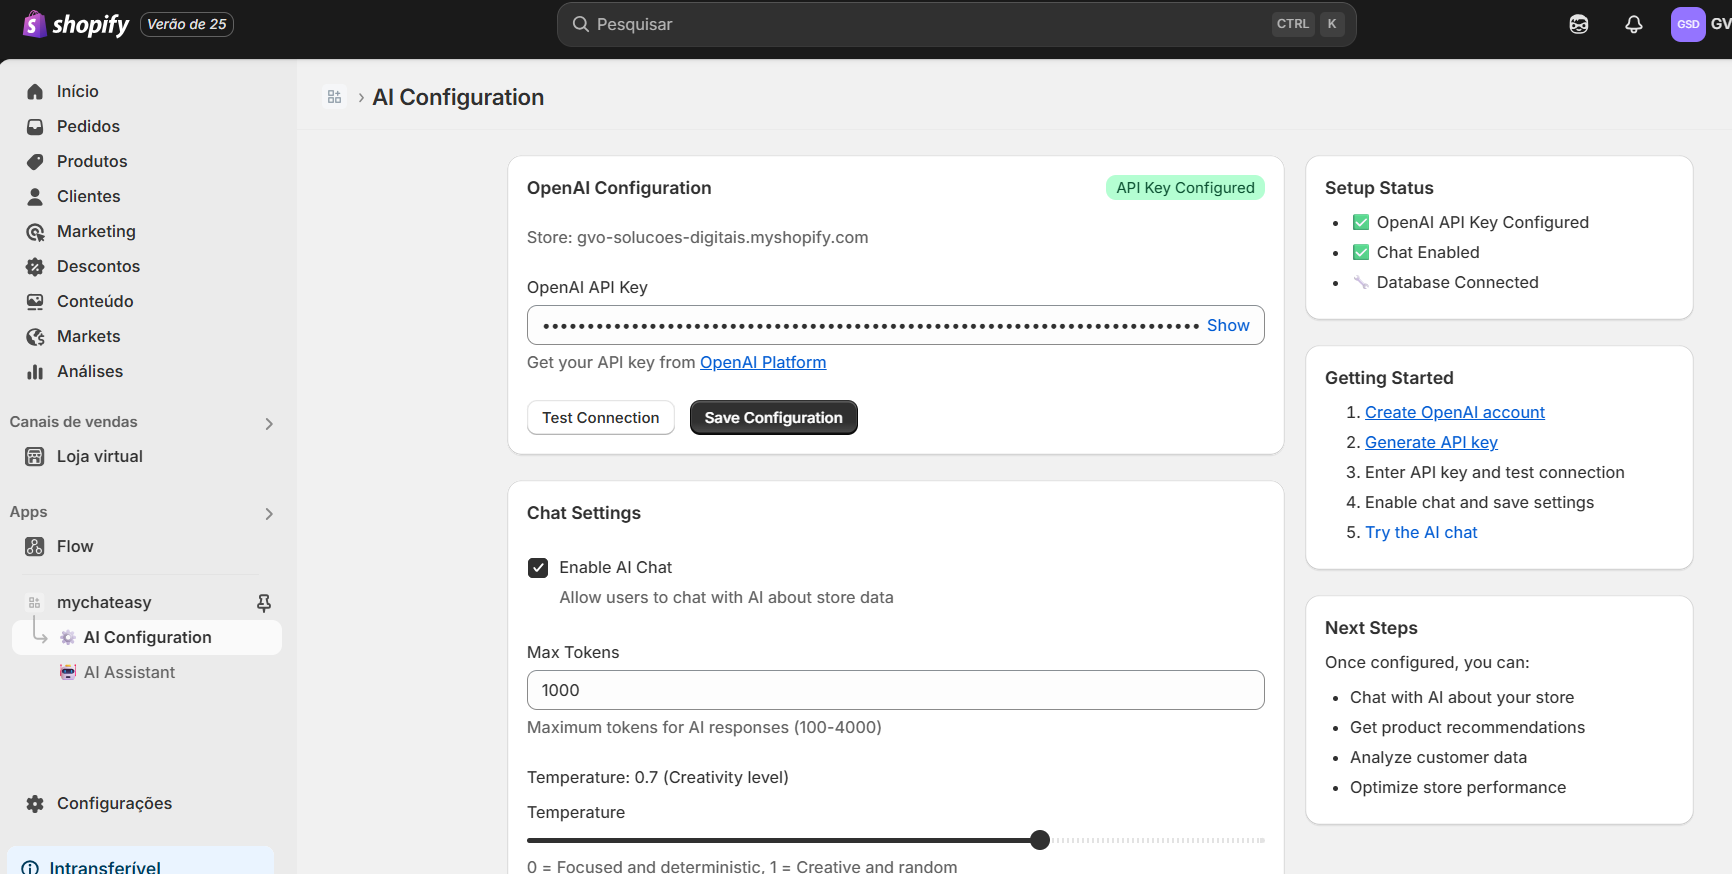 shopify
Verão de 25
Pesquisar
CTRL K
GSD
GV
Início
Pedidos
Produtos
Clientes
Marketing
Descontos
Conteúdo
Markets
Análises
Canais de vendas
Loja virtual
Apps
Flow
mychateasy
AI Configuration
AI Assistant
Configurações
Intransferível
AI Configuration
OpenAI Configuration
API Key Configured
Store: gvo-solucoes-digitais.myshopify.com
OpenAI API Key
Show
Get your API key from OpenAI Platform
Test Connection
Save Configuration
Chat Settings
Enable AI Chat
Allow users to chat with AI about store data
Max Tokens
1000
Maximum tokens for AI responses (100-4000)
Temperature: 0.7 (Creativity level)
Temperature
0 = Focused and deterministic, 1 = Creative and random
Setup Status
• ✅ OpenAI API Key Configured
• ✅ Chat Enabled
• 🔧 Database Connected
Getting Started
1. Create OpenAI account
2. Generate API key
3. Enter API key and test connection
4. Enable chat and save settings
5. Try the AI chat
Next Steps
Once configured, you can:
• Chat with AI about your store
• Get product recommendations
• Analyze customer data
• Optimize store performance